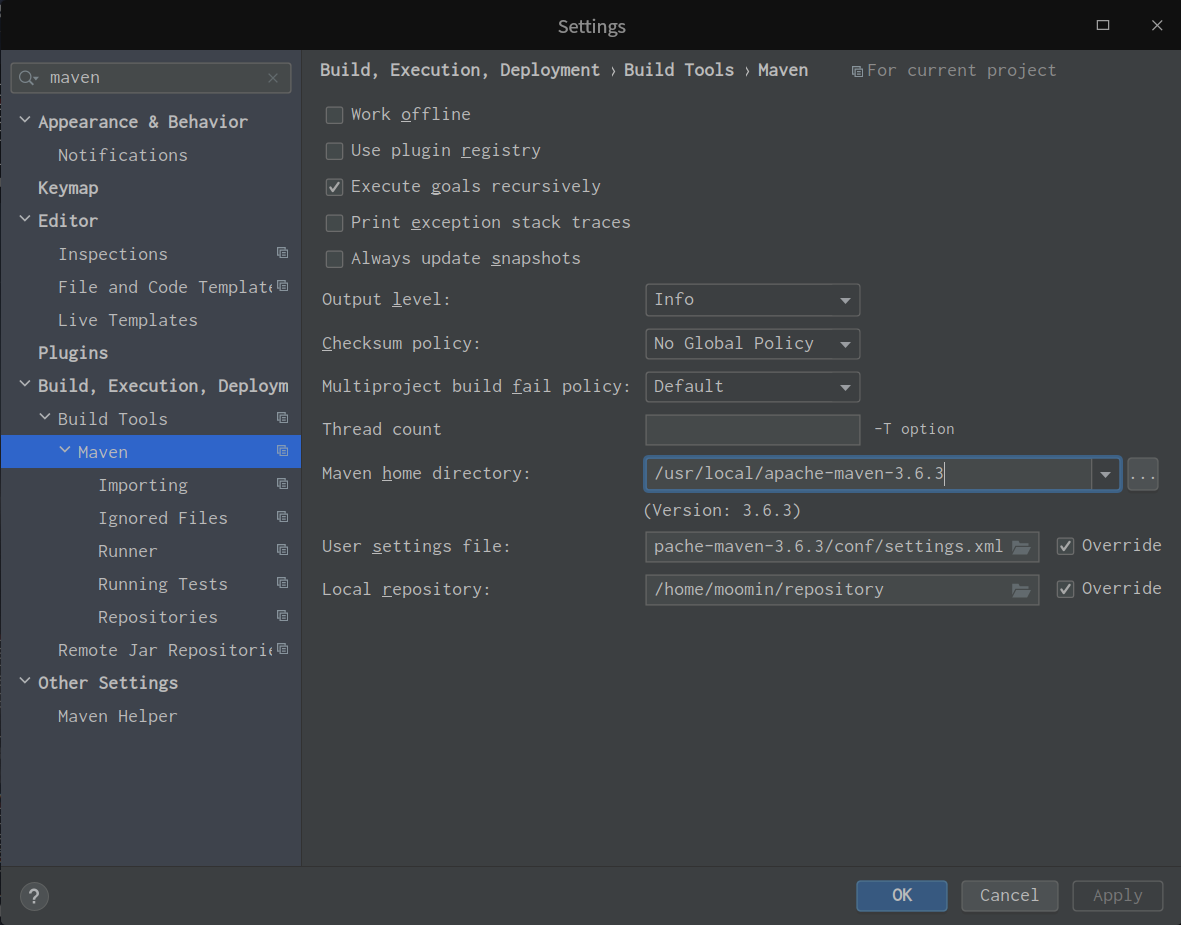 Settings
maven
Appearance & Behavior
Notifications
Keymap
Editor
Inspections
File and Code Template
Live Templates
Plugins
Build, Execution, Deploym
Build Tools
Maven
Importing
Ignored Files
Runner
Running Tests
Repositories
Remote Jar Repositorie
Other Settings
Maven Helper
Build, Execution, Deployment › Build Tools › Maven For current project
Work offline
Use plugin registry
Execute goals recursively
Print exception stack traces
Always update snapshots
Output level: Info
Checksum policy: No Global Policy
Multiproject build fail policy: Default
Thread count -T option
Maven home directory: /usr/local/apache-maven-3.6.3 ...
(Version: 3.6.3)
User settings file: pache-maven-3.6.3/conf/settings.xml Override
Local repository: /home/moomin/repository Override
? OK Cancel Apply